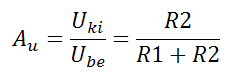 A_u = U_ki / U_be = R2 / (R1 + R2)